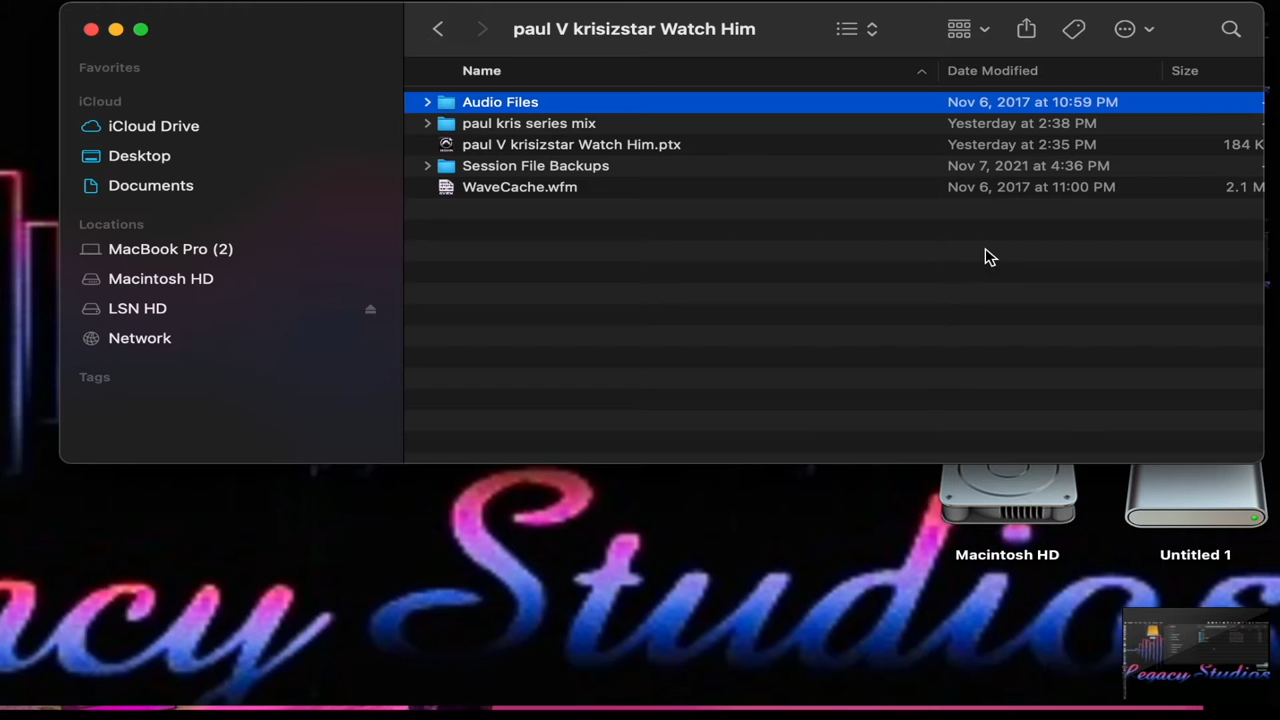 paul V krisizstar Watch Him
Favorites
iCloud
iCloud Drive
Desktop
Documents
Locations
MacBook Pro (2)
Macintosh HD
LSN HD
Network
Tags
Name Date Modified Size
Audio Files Nov 6, 2017 at 10:59 PM
paul kris series mix Yesterday at 2:38 PM
paul V krisizstar Watch Him.ptx Yesterday at 2:35 PM 184 K
Session File Backups Nov 7, 2021 at 4:36 PM
WaveCache.wfm Nov 6, 2017 at 11:00 PM 2.1 M
Macintosh HD Untitled 1
acy Studios
Legacy Studios